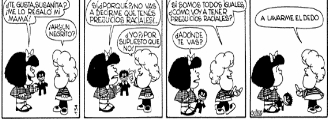 ¿TE GUSTA, SUSANITA?
¡ME LO REGALÓ MI
MAMÁ!
¡AH! ¡UN
NEGRITO!
SÍ ¿PORQUÉ? ¿NO VAS
A DECIRME QUE TENÉS
PREJUICIOS RACIALES?
¿YO? ¡POR
SUPUESTO QUE
NO!
SI SOMOS TODOS IGUALES
¿CÓMO VOY A TENER
PREJUICIOS RACIALES?
¿ADÓNDE
TE VAS?
A LAVARME EL DEDO